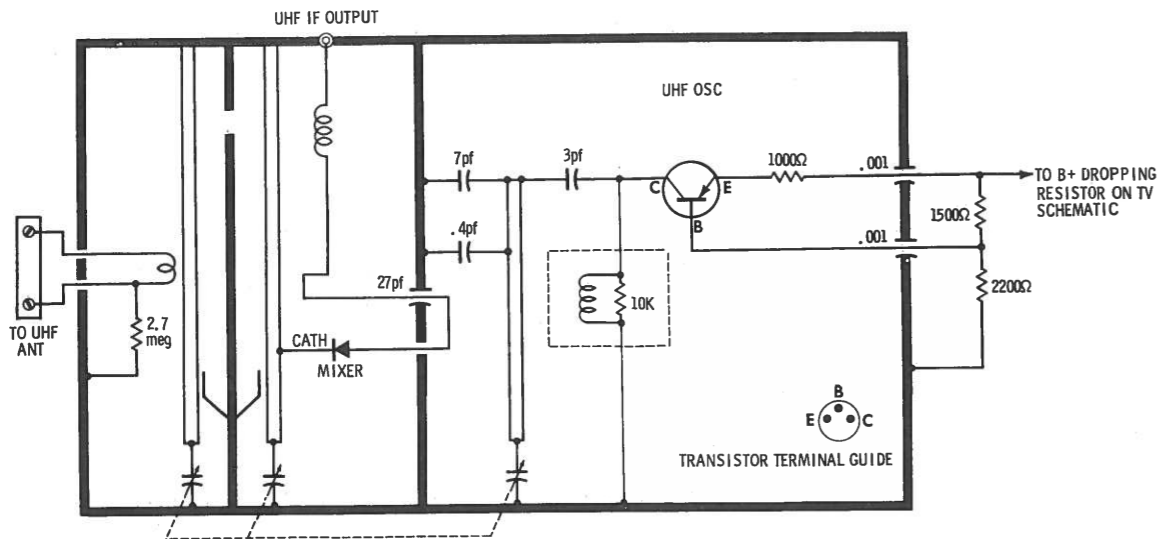 UHF IF OUTPUT
UHF OSC
7pf
3pf
1000Ω
.001
C
E
B
TO B+ DROPPING
RESISTOR ON TV
SCHEMATIC
1500Ω
.4pf
.001
27pf
10K
2200Ω
TO UHF
ANT
2.7
meg
CATH
MIXER
B
E
C
TRANSISTOR TERMINAL GUIDE